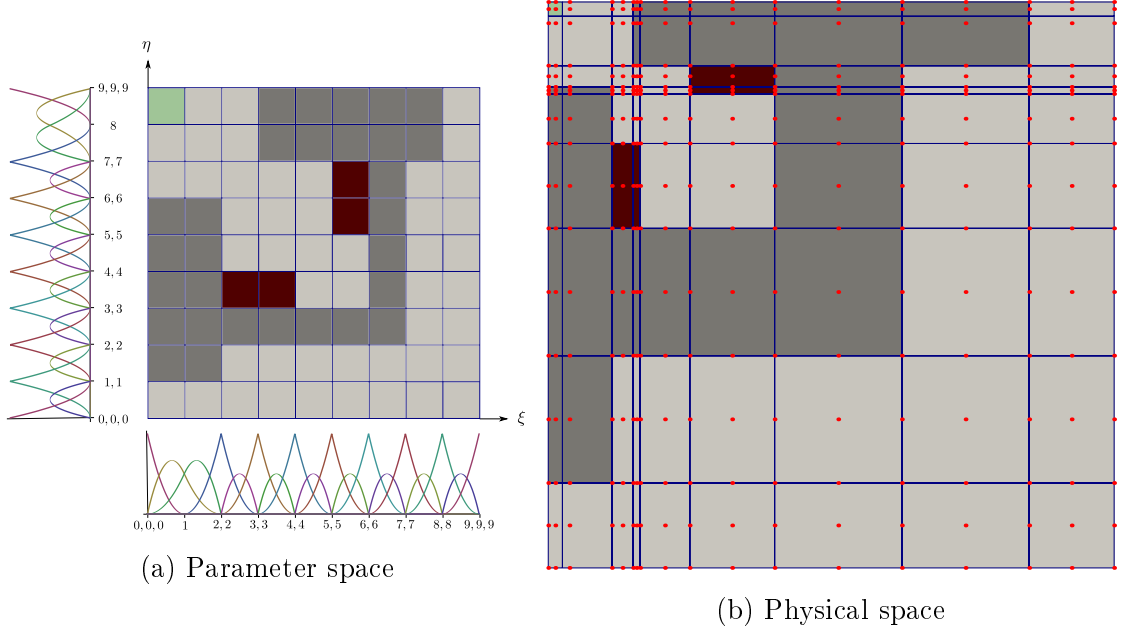 η
9, 9, 9
8
7, 7
6, 6
5, 5
4, 4
3, 3
2, 2
1, 1
0, 0, 0
ξ
0, 0, 0 1 2, 2 3, 3 4, 4 5, 5 6, 6 7, 7 8, 8 9, 9, 9
(a) Parameter space
(b) Physical space